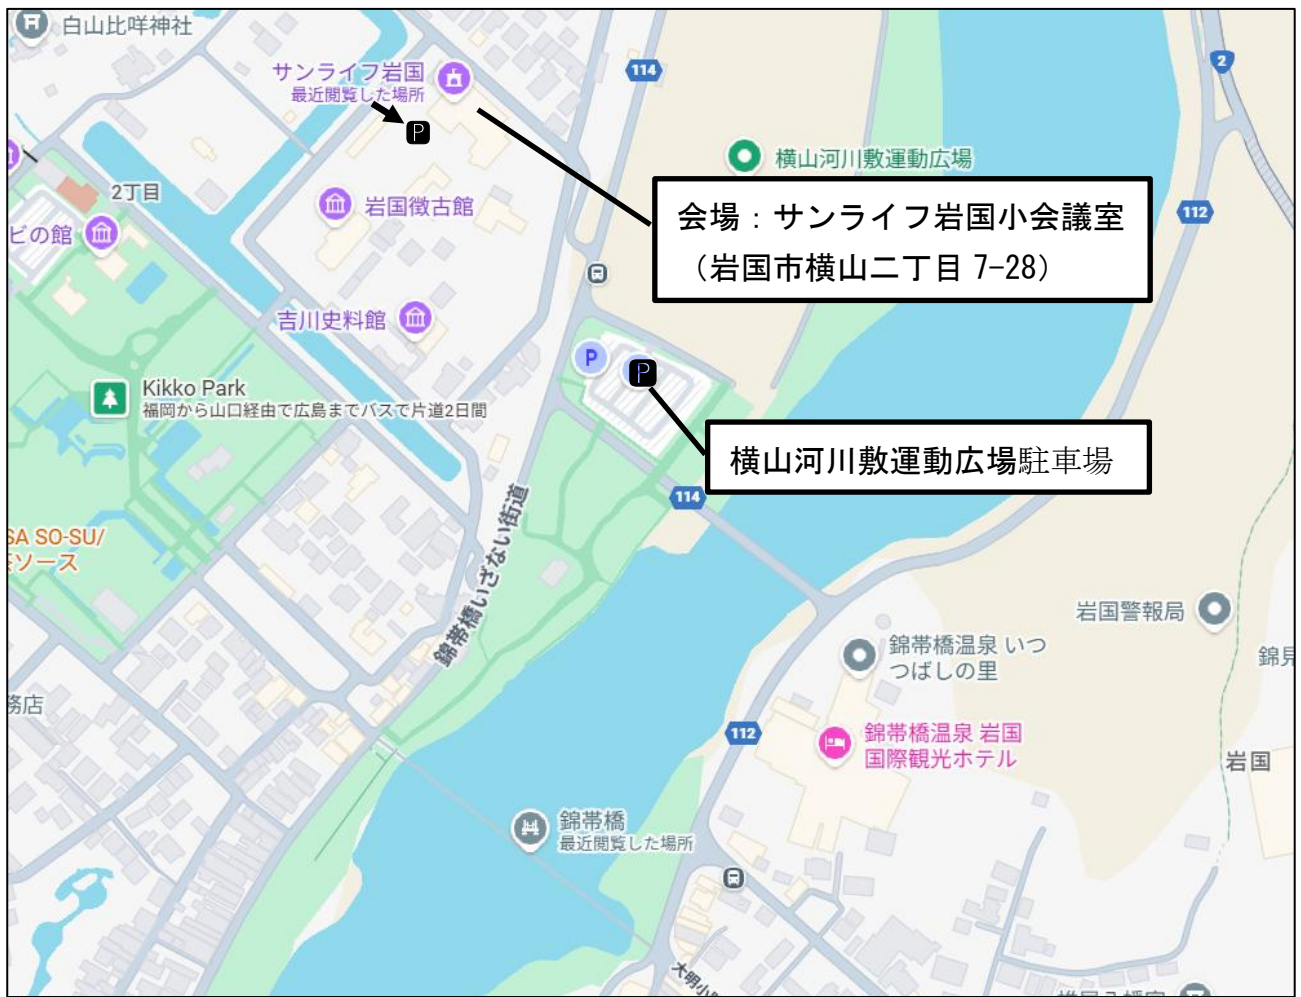 白山比咩神社
サンライフ岩国
最近閲覧した場所
P
114
2
横山河川敷運動広場
2丁目
岩国徴古館
ビの館
会場：サンライフ岩国小会議室
（岩国市横山二丁目 7-28）
112
吉川史料館
P
P
Kikko Park
福岡から山口経由で広島までバスで片道2日間
横山河川敷運動広場駐車場
114
SA SO-SU/
ソース
錦帯橋いざない街道
岩国警報局
錦帯橋温泉 いつ
つばしの里
錦見
務店
112
錦帯橋温泉 岩国
国際観光ホテル
岩国
錦帯橋
最近閲覧した場所
大明小路